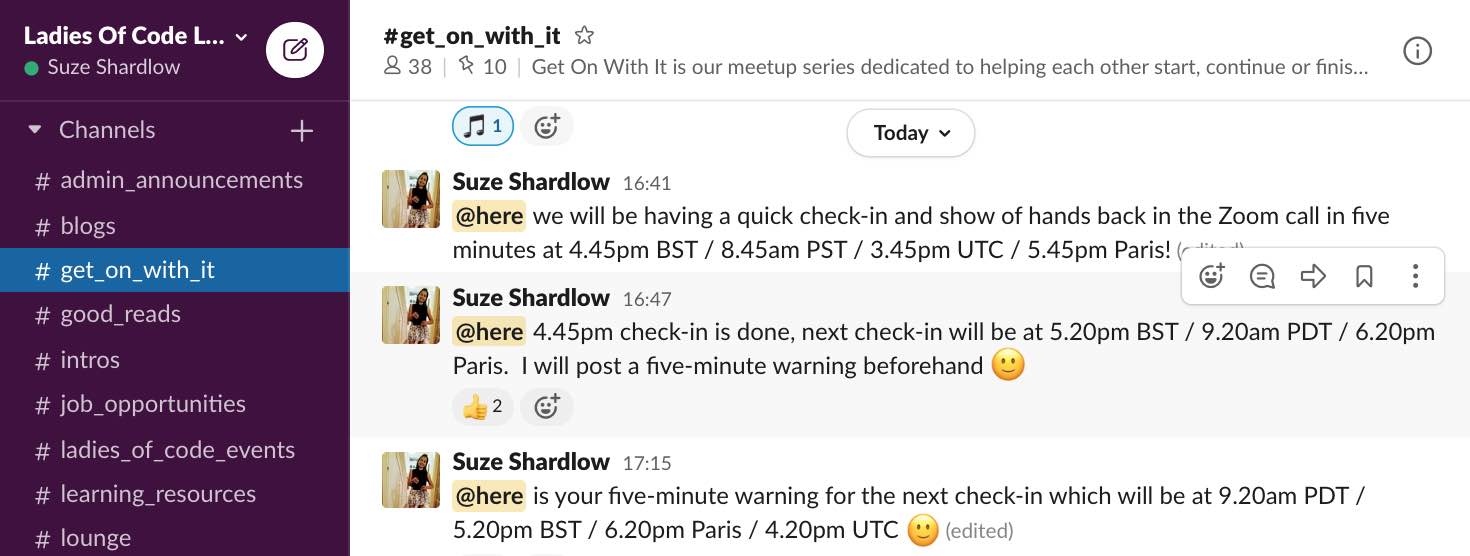 Ladies Of Code L...
Suze Shardlow
Channels
# admin_announcements
# blogs
# get_on_with_it
# good_reads
# intros
# job_opportunities
# ladies_of_code_events
# learning_resources
# lounge
#get_on_with_it
38 | 10 | Get On With It is our meetup series dedicated to helping each other start, continue or finis...
1
Today
Suze Shardlow 16:41
@here we will be having a quick check-in and show of hands back in the Zoom call in five
minutes at 4.45pm BST / 8.45am PST / 3.45pm UTC / 5.45pm Paris! (edited)
Suze Shardlow 16:47
@here 4.45pm check-in is done, next check-in will be at 5.20pm BST / 9.20am PDT / 6.20pm
Paris. I will post a five-minute warning beforehand 🙂
👍 2
Suze Shardlow 17:15
@here is your five-minute warning for the next check-in which will be at 9.20am PDT /
5.20pm BST / 6.20pm Paris / 4.20pm UTC 🙂 (edited)